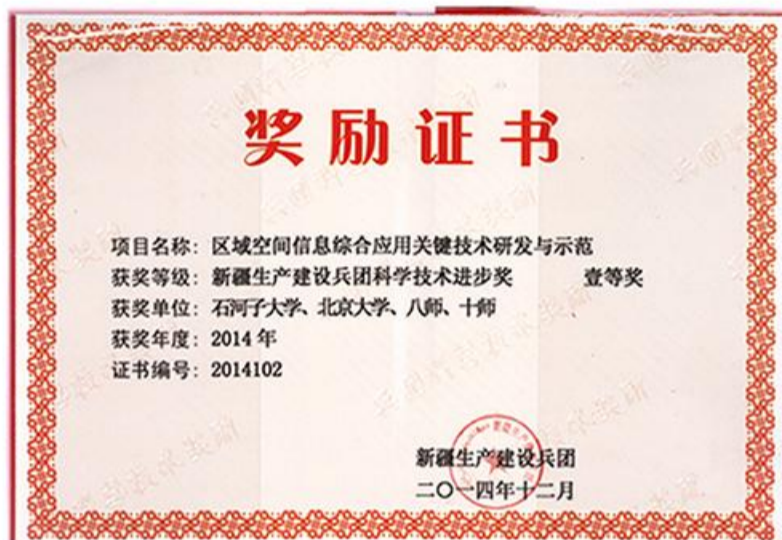 奖励证书
项目名称：区域空间信息综合应用关键技术研发与示范
获奖等级：新疆生产建设兵团科学技术进步奖 壹等奖
获奖单位：石河子大学、北京大学、八师、十师
获奖年度：2014年
证书编号：2014102
新疆生产建设兵团
二〇一四年十二月